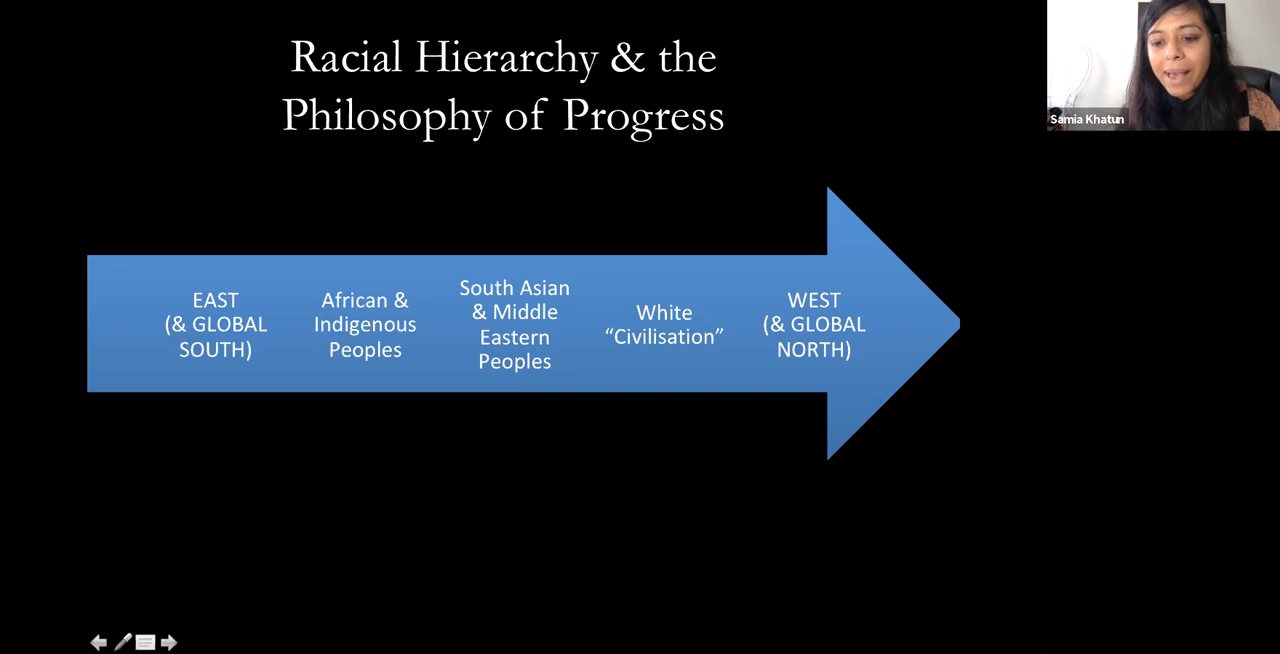 Racial Hierarchy & the
Philosophy of Progress
Samia Khatun
EAST
(& GLOBAL
SOUTH)
African &
Indigenous
Peoples
South Asian
& Middle
Eastern
Peoples
White
“Civilisation”
WEST
(& GLOBAL
NORTH)